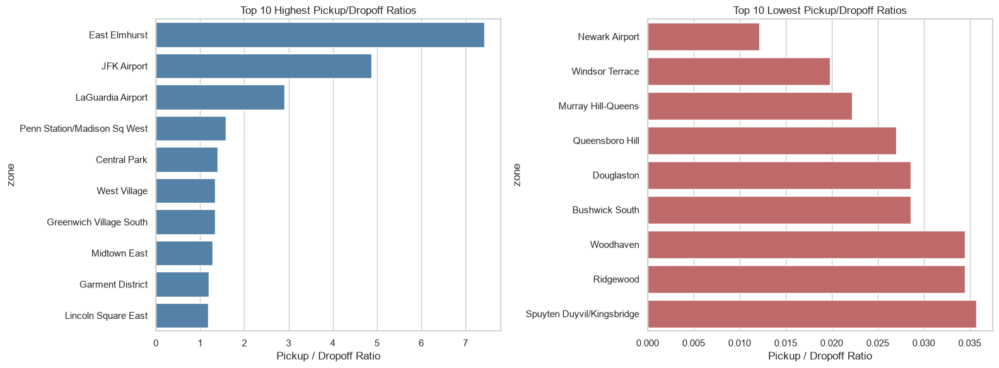 Top 10 Highest Pickup/Dropoff Ratios
zone
East Elmhurst
JFK Airport
LaGuardia Airport
Penn Station/Madison Sq West
Central Park
West Village
Greenwich Village South
Midtown East
Garment District
Lincoln Square East
0 1 2 3 4 5 6 7
Pickup / Dropoff Ratio
Top 10 Lowest Pickup/Dropoff Ratios
zone
Newark Airport
Windsor Terrace
Murray Hill-Queens
Queensboro Hill
Douglaston
Bushwick South
Woodhaven
Ridgewood
Spuyten Duyvil/Kingsbridge
0.000 0.005 0.010 0.015 0.020 0.025 0.030 0.035
Pickup / Dropoff Ratio